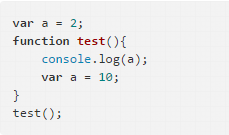 var a = 2;
function test(){
    console.log(a);
    var a = 10;
}
test();